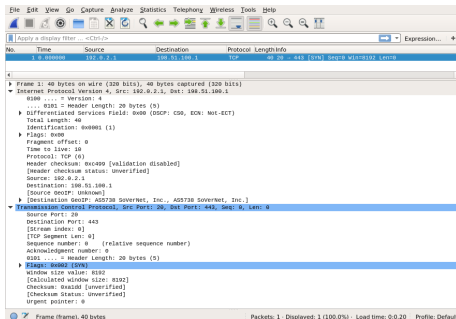 File Edit View Go Capture Analyze Statistics Telephony Wireless Tools Help
Apply a display filter ... <Ctrl-/> Expression... +
No. Time Source Destination Protocol Length Info
1 0.000000 192.0.2.1 198.51.100.1 TCP 40 20 → 443 [SYN] Seq=0 Win=8192 Len=0
Frame 1: 40 bytes on wire (320 bits), 40 bytes captured (320 bits)
Internet Protocol Version 4, Src: 192.0.2.1, Dst: 198.51.100.1
0100 .... = Version: 4
.... 0101 = Header Length: 20 bytes (5)
Differentiated Services Field: 0x00 (DSCP: CS0, ECN: Not-ECT)
Total Length: 40
Identification: 0x0001 (1)
Flags: 0x00
Fragment offset: 0
Time to live: 10
Protocol: TCP (6)
Header checksum: 0xc499 [validation disabled]
[Header checksum status: Unverified]
Source: 192.0.2.1
Destination: 198.51.100.1
[Source GeoIP: Unknown]
[Destination GeoIP: AS5738 SoVerNet, Inc., AS5738 SoVerNet, Inc.]
Transmission Control Protocol, Src Port: 20, Dst Port: 443, Seq: 0, Len: 0
Source Port: 20
Destination Port: 443
[Stream index: 0]
[TCP Segment Len: 0]
Sequence number: 0 (relative sequence number)
Acknowledgment number: 0
0101 .... = Header Length: 20 bytes (5)
Flags: 0x002 (SYN)
Window size value: 8192
[Calculated window size: 8192]
Checksum: 0xa1dd [unverified]
[Checksum Status: Unverified]
Urgent pointer: 0
Frame (frame), 40 bytes Packets: 1 · Displayed: 1 (100.0%) · Load time: 0:0.20 Profile: Default